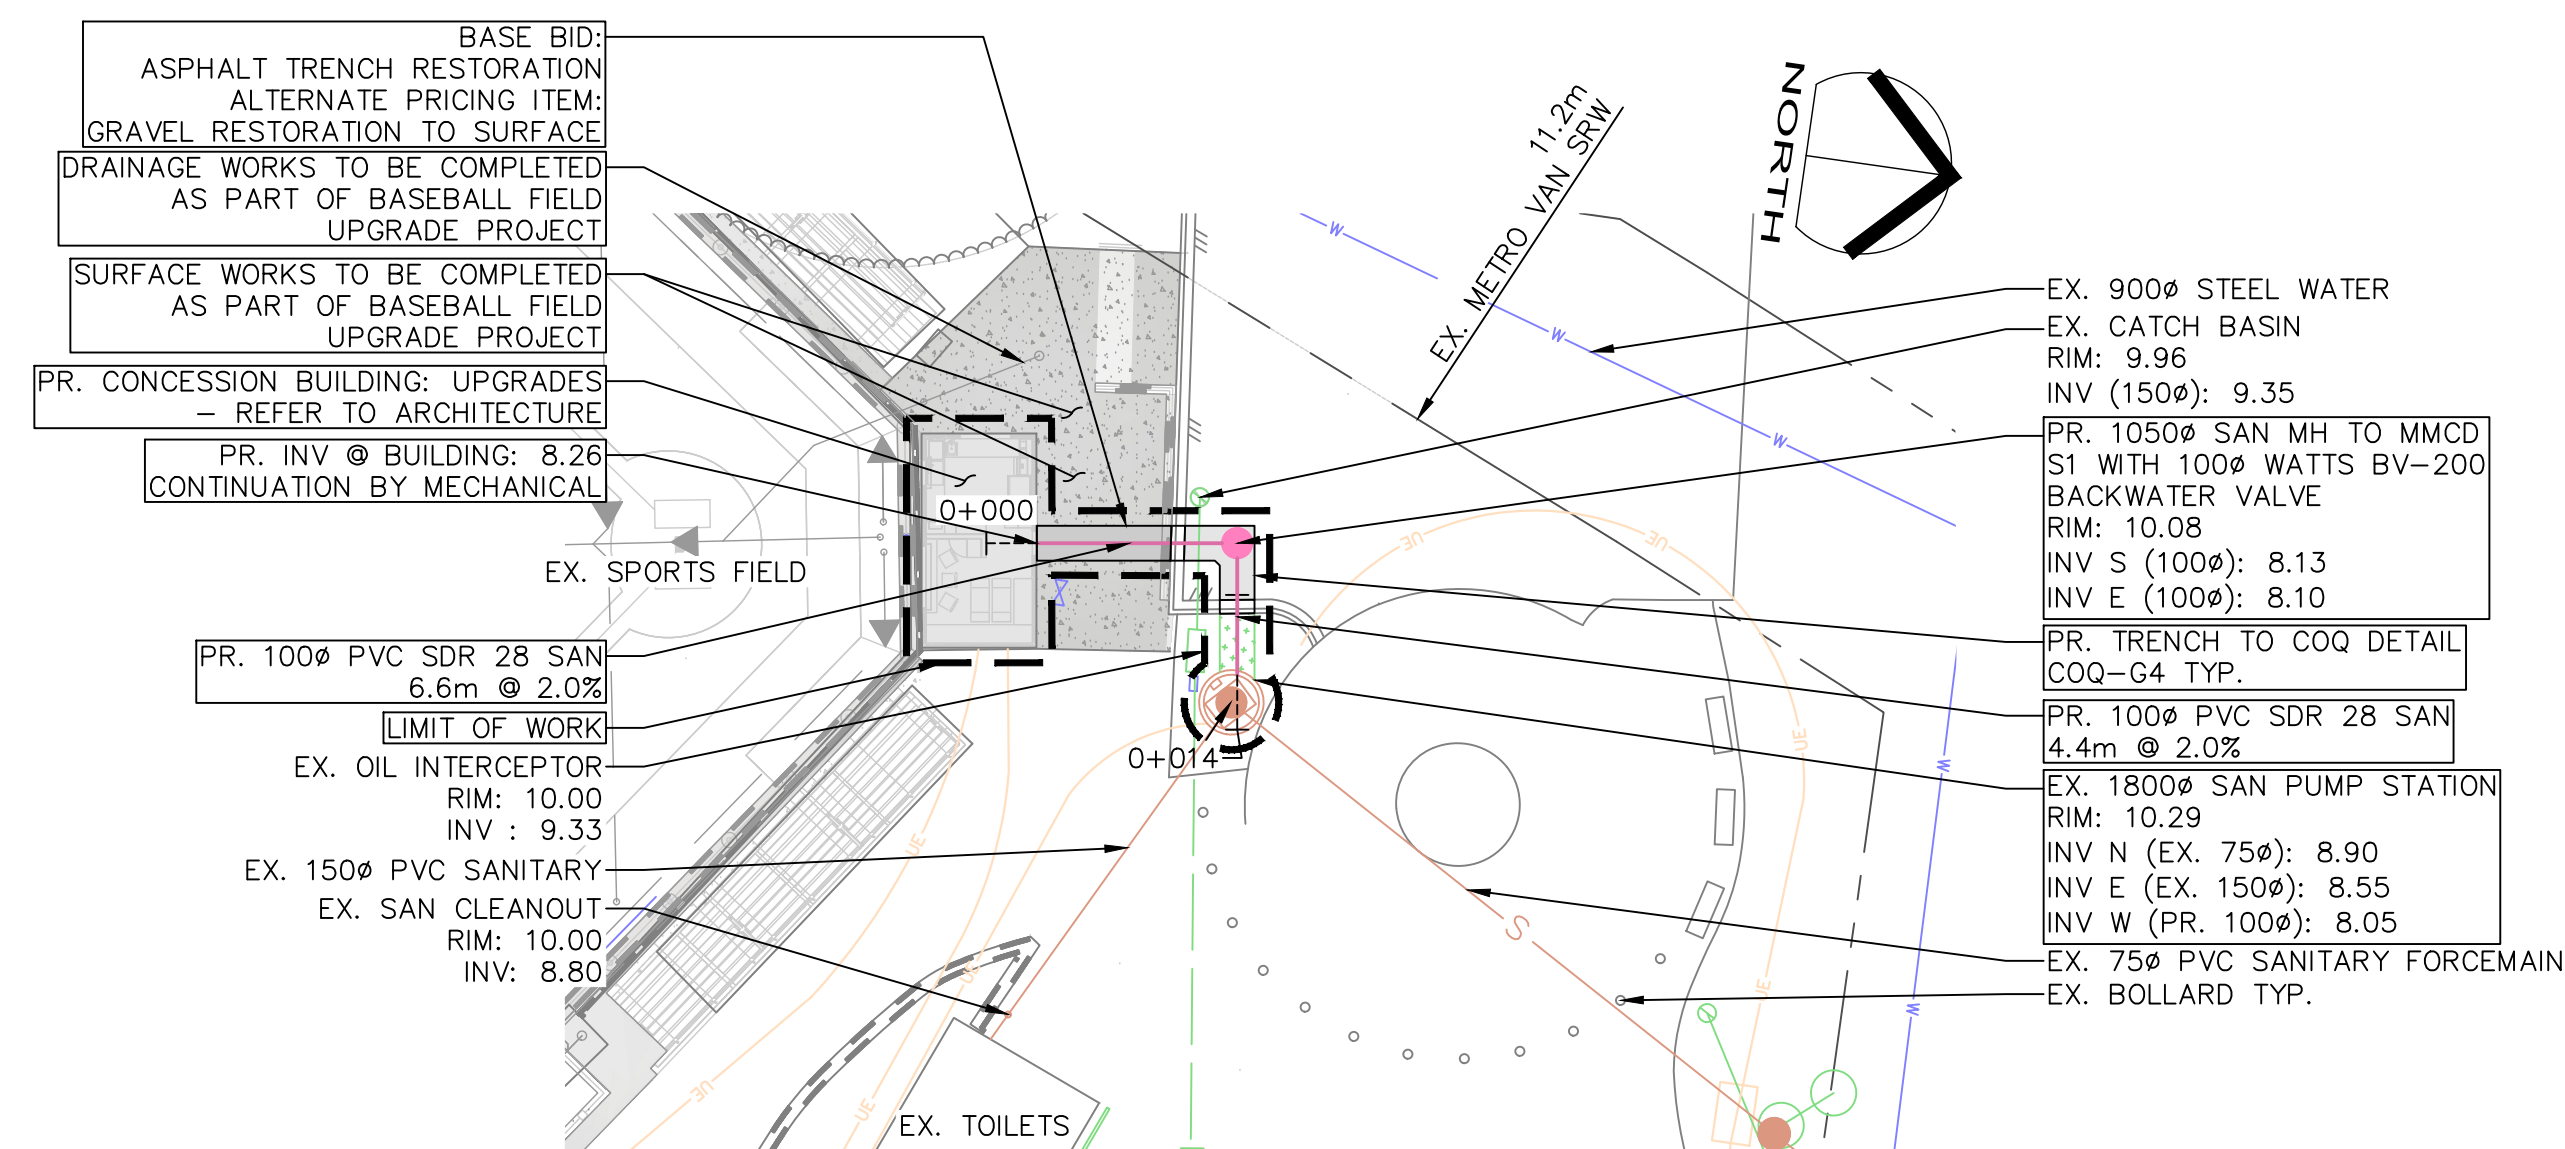 BASE BID:
ASPHALT TRENCH RESTORATION
ALTERNATE PRICING ITEM:
GRAVEL RESTORATION TO SURFACE
DRAINAGE WORKS TO BE COMPLETED
AS PART OF BASEBALL FIELD
UPGRADE PROJECT
SURFACE WORKS TO BE COMPLETED
AS PART OF BASEBALL FIELD
UPGRADE PROJECT
PR. CONCESSION BUILDING: UPGRADES
– REFER TO ARCHITECTURE
PR. INV @ BUILDING: 8.26
CONTINUATION BY MECHANICAL
0+000
EX. SPORTS FIELD
PR. 100ø PVC SDR 28 SAN
6.6m @ 2.0%
LIMIT OF WORK
EX. OIL INTERCEPTOR
RIM: 10.00
INV : 9.33
EX. 150ø PVC SANITARY
EX. SAN CLEANOUT
RIM: 10.00
INV: 8.80
0+014
EX. TOILETS
11.2m
EX. METRO VAN SRW
NORTH
W
W
W
W
W
UE
UE
UE
UE
UE
UE
UE
UE
S
EX. 900ø STEEL WATER
EX. CATCH BASIN
RIM: 9.96
INV (150ø): 9.35
PR. 1050ø SAN MH TO MMCD
S1 WITH 100ø WATTS BV–200
BACKWATER VALVE
RIM: 10.08
INV S (100ø): 8.13
INV E (100ø): 8.10
PR. TRENCH TO COQ DETAIL
COQ–G4 TYP.
PR. 100ø PVC SDR 28 SAN
4.4m @ 2.0%
EX. 1800ø SAN PUMP STATION
RIM: 10.29
INV N (EX. 75ø): 8.90
INV E (EX. 150ø): 8.55
INV W (PR. 100ø): 8.05
EX. 75ø PVC SANITARY FORCEMAIN
EX. BOLLARD TYP.